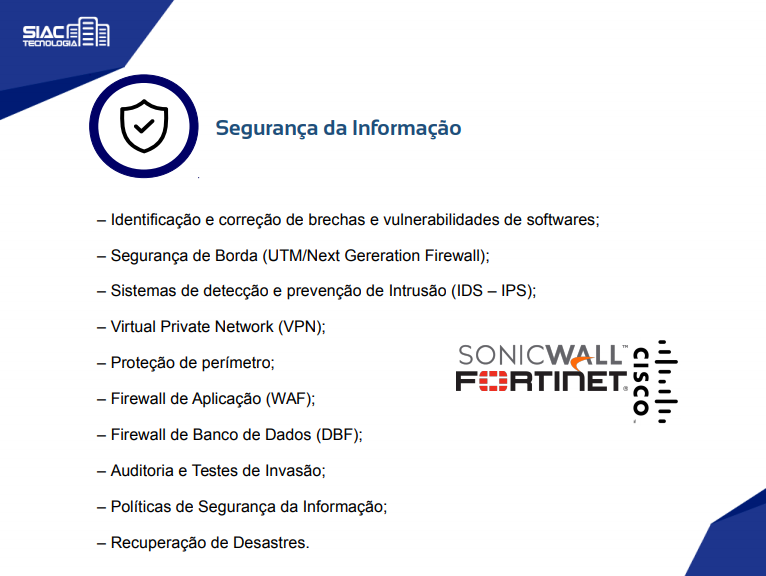 SIAC
TECNOLOGIA
Segurança da Informação
– Identificação e correção de brechas e vulnerabilidades de softwares;
– Segurança de Borda (UTM/Next Gereration Firewall);
– Sistemas de detecção e prevenção de Intrusão (IDS – IPS);
– Virtual Private Network (VPN);
– Proteção de perímetro;
– Firewall de Aplicação (WAF);
– Firewall de Banco de Dados (DBF);
– Auditoria e Testes de Invasão;
– Políticas de Segurança da Informação;
– Recuperação de Desastres.
SONICWALL™
FORTINET®
CISCO